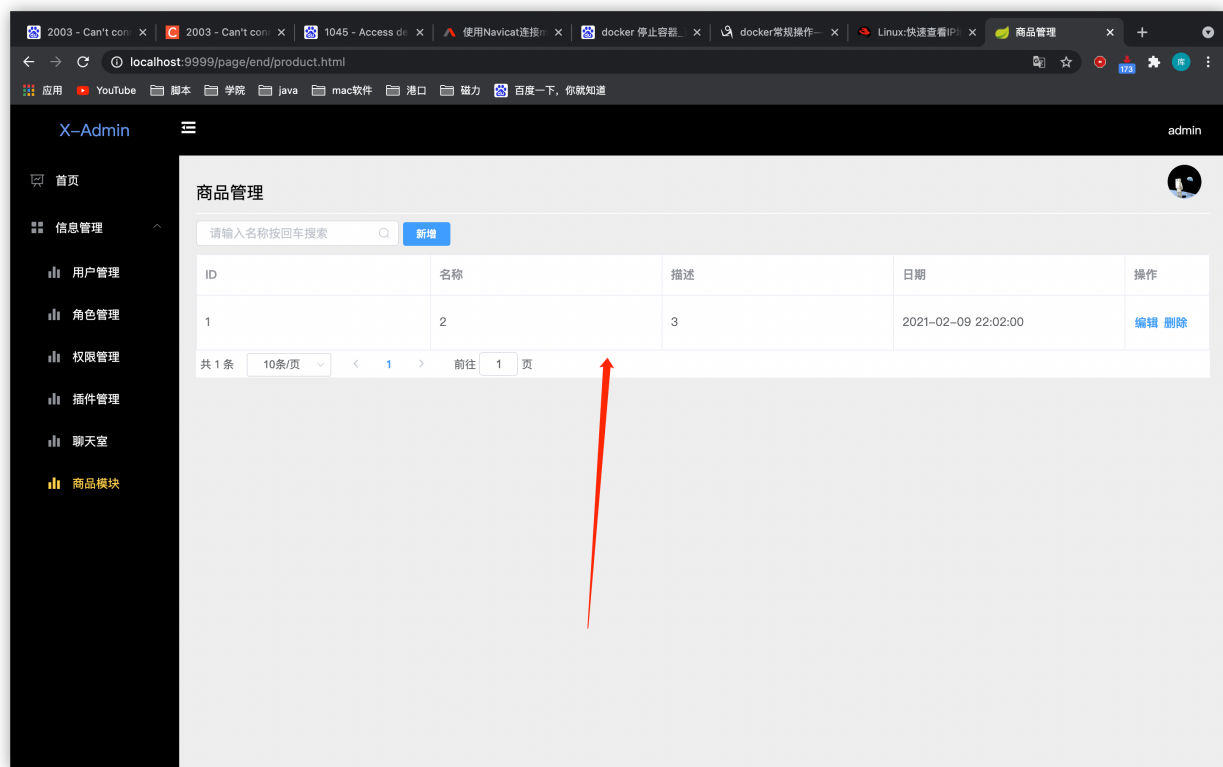 2003 - Can't con
2003 - Can't con
1045 - Access de
使用Navicat连接m
docker 停止容器_
docker常规操作—
Linux:快速查看IP
商品管理
localhost:9999/page/end/product.html
173
库
应用
YouTube
脚本
学院
java
mac软件
港口
磁力
百度一下，你就知道
X-Admin
admin
首页
信息管理
用户管理
角色管理
权限管理
插件管理
聊天室
商品模块
商品管理
请输入名称按回车搜索
新增
ID 名称 描述 日期 操作
1 2 3 2021-02-09 22:02:00 编辑 删除
共 1 条 10条/页 1 前往 1 页